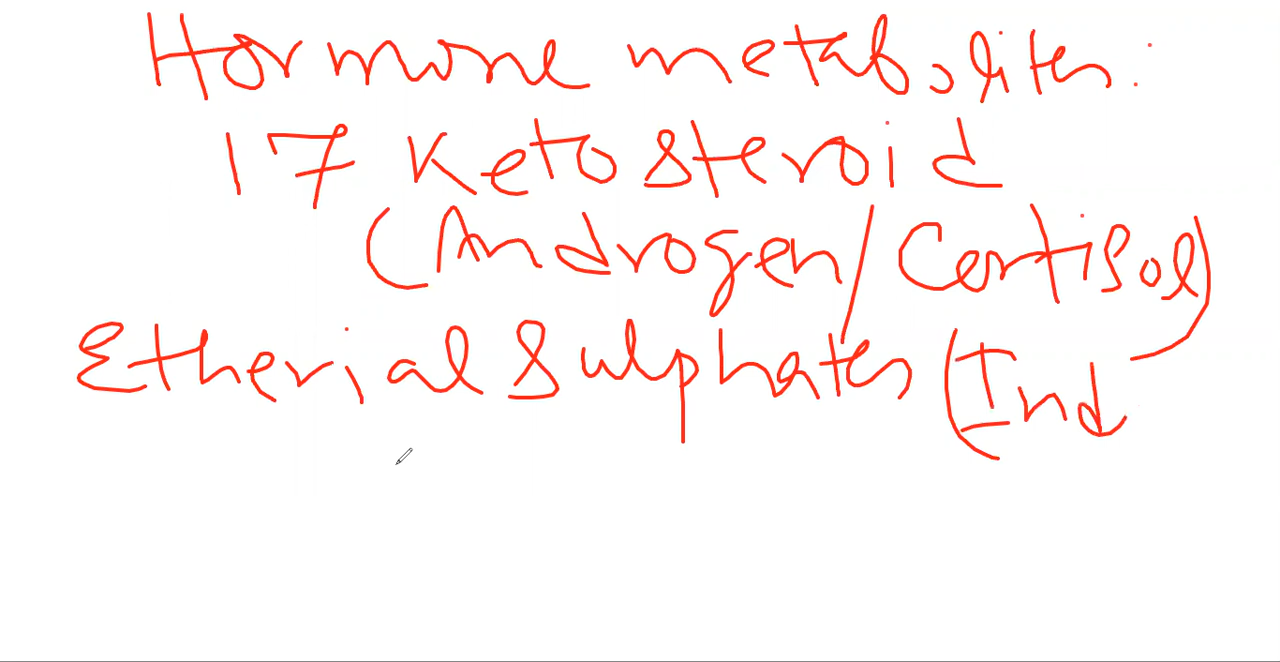 Hormone metabolites :
17 Ketosteroid
(Androgen/Cortisol)
Etherial Sulphates (Ind